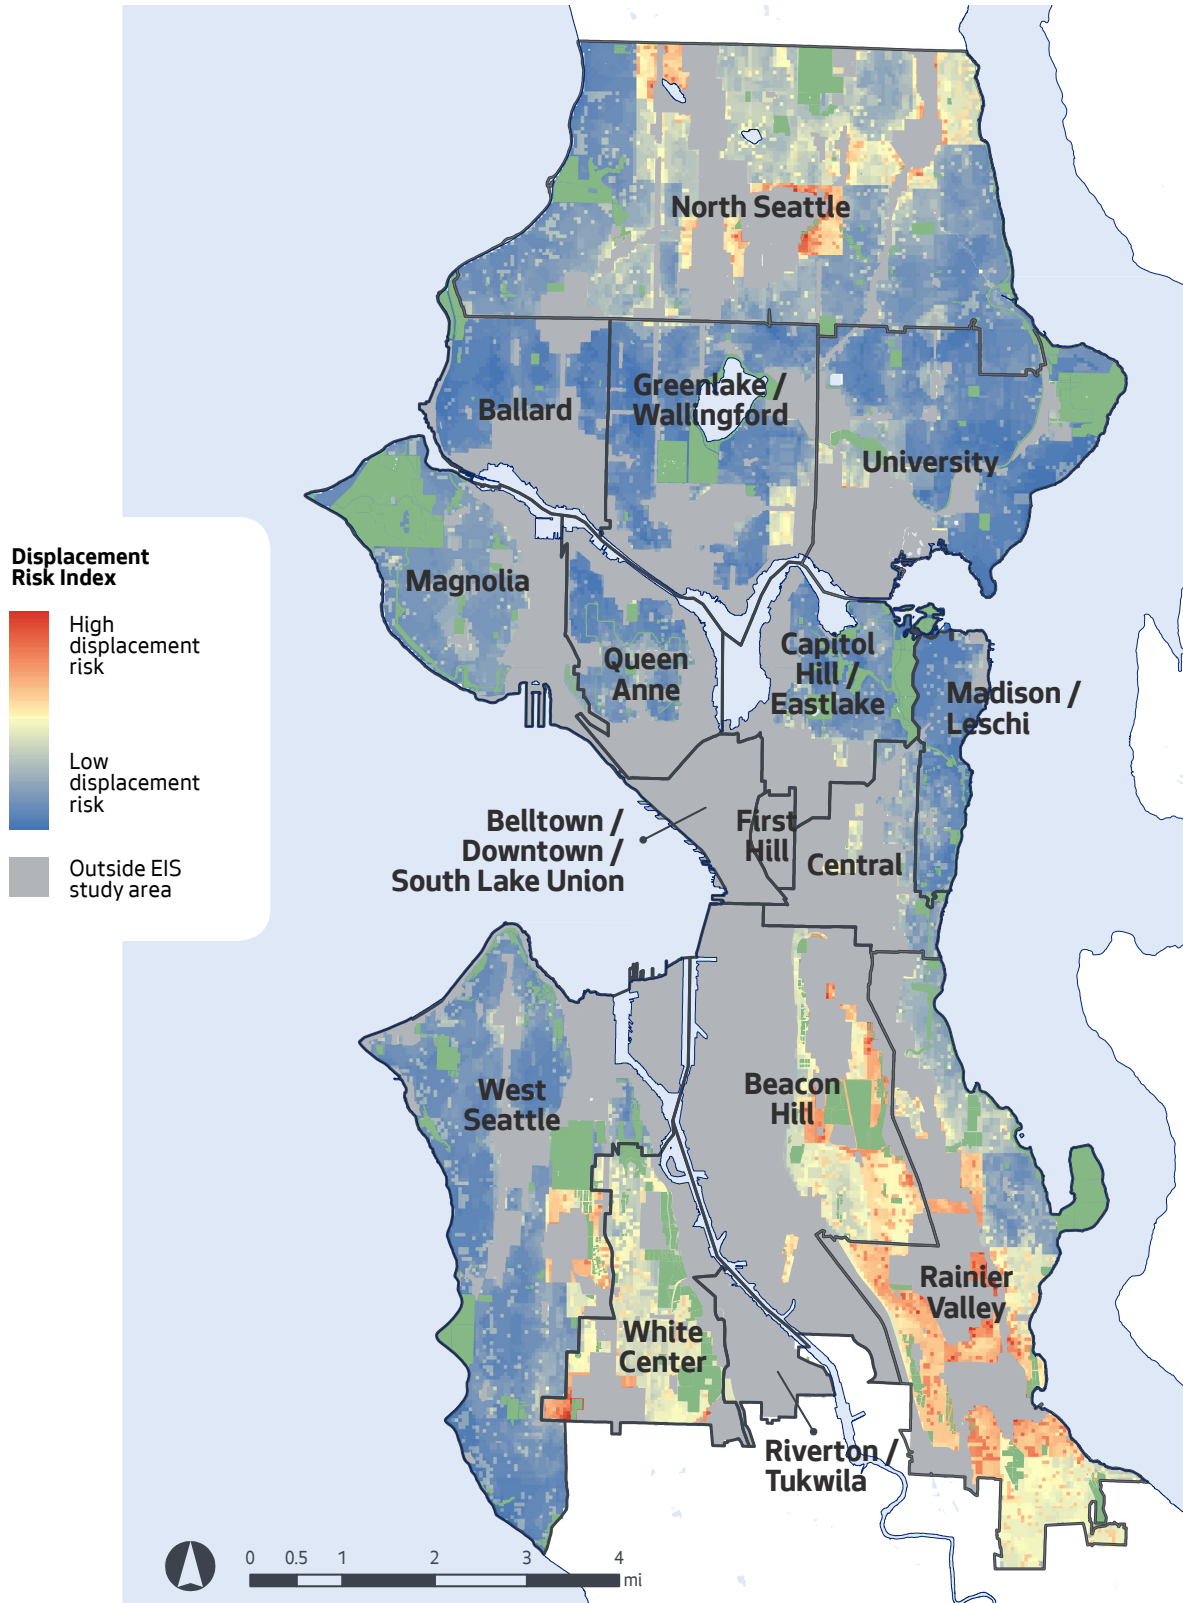 North Seattle
Ballard
Greenlake /
Wallingford
University
Displacement
Risk Index
High
displacement
risk
Low
displacement
risk
Outside EIS
study area
Magnolia
Queen
Anne
Capitol
Hill /
Eastlake
Madison /
Leschi
Belltown /
Downtown /
South Lake Union
First
Hill
Central
West
Seattle
Beacon
Hill
Rainier
Valley
White
Center
Riverton /
Tukwila
0 0.5 1 2 3 4
mi